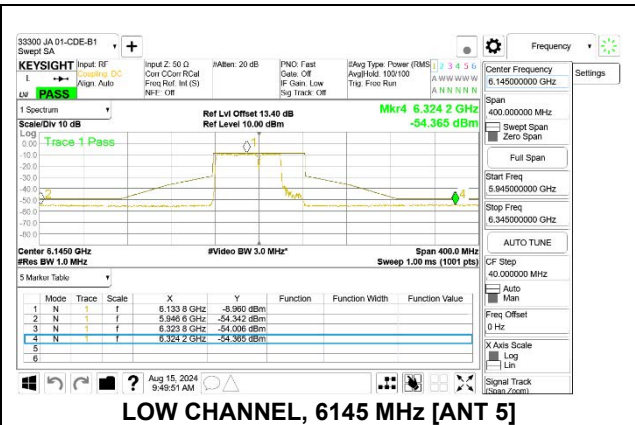 33300 JA 01-CDE-B1
Swept SA
Frequency
Settings
KEYSIGHT
Input: RF
Coupling: DC
Align: Auto
Input Z: 50 Ω
Corr CCorr RCal
Freq Ref: Int (S)
NFE: Off
#Atten: 20 dB
PNO: Fast
Gate: Off
IF Gain: Low
Sig Track: Off
#Avg Type: Power (RMS
Avg|Hold: 100/100
Trig: Free Run
1 2 3 4 5 6
A W W W W W
A N N N N N
L
PASS
1 Spectrum
Scale/Div 10 dB
Ref Lvl Offset 13.40 dB
Ref Level 10.00 dBm
Mkr4 6.324 2 GHz
-54.365 dBm
Log
Trace 1 Pass
0.00
-10.0
-20.0
-30.0
-40.0
-50.0
-60.0
-70.0
-80.0
1
2
4
Center 6.1450 GHz
#Res BW 1.0 MHz
#Video BW 3.0 MHz*
Span 400.0 MHz
Sweep 1.00 ms (1001 pts)
5 Marker Table
Mode Trace Scale X Y Function Function Width Function Value
1 N 1 f 6.133 8 GHz -8.960 dBm
2 N 1 f 5.946 6 GHz -54.342 dBm
3 N 1 f 6.323 8 GHz -54.006 dBm
4 N 1 f 6.324 2 GHz -54.365 dBm
5
6
Center Frequency
6.145000000 GHz
Span
400.000000 MHz
Swept Span
Zero Span
Full Span
Start Freq
5.945000000 GHz
Stop Freq
6.345000000 GHz
AUTO TUNE
CF Step
40.000000 MHz
Auto
Man
Freq Offset
0 Hz
X Axis Scale
Log
Lin
Signal Track
(Span Zoom)
?
Aug 15, 2024
9:49:51 AM
LOW CHANNEL, 6145 MHz [ANT 5]